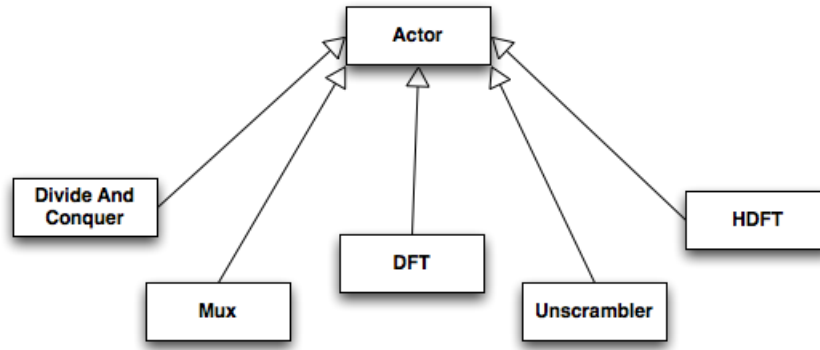 Actor
Divide And
Conquer
HDFT
DFT
Mux
Unscrambler